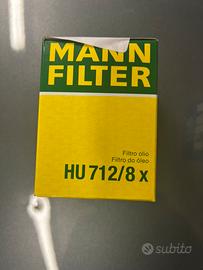 MANN
FILTER
Filtro olio
Filtro do óleo
HU 712/8 x
subito